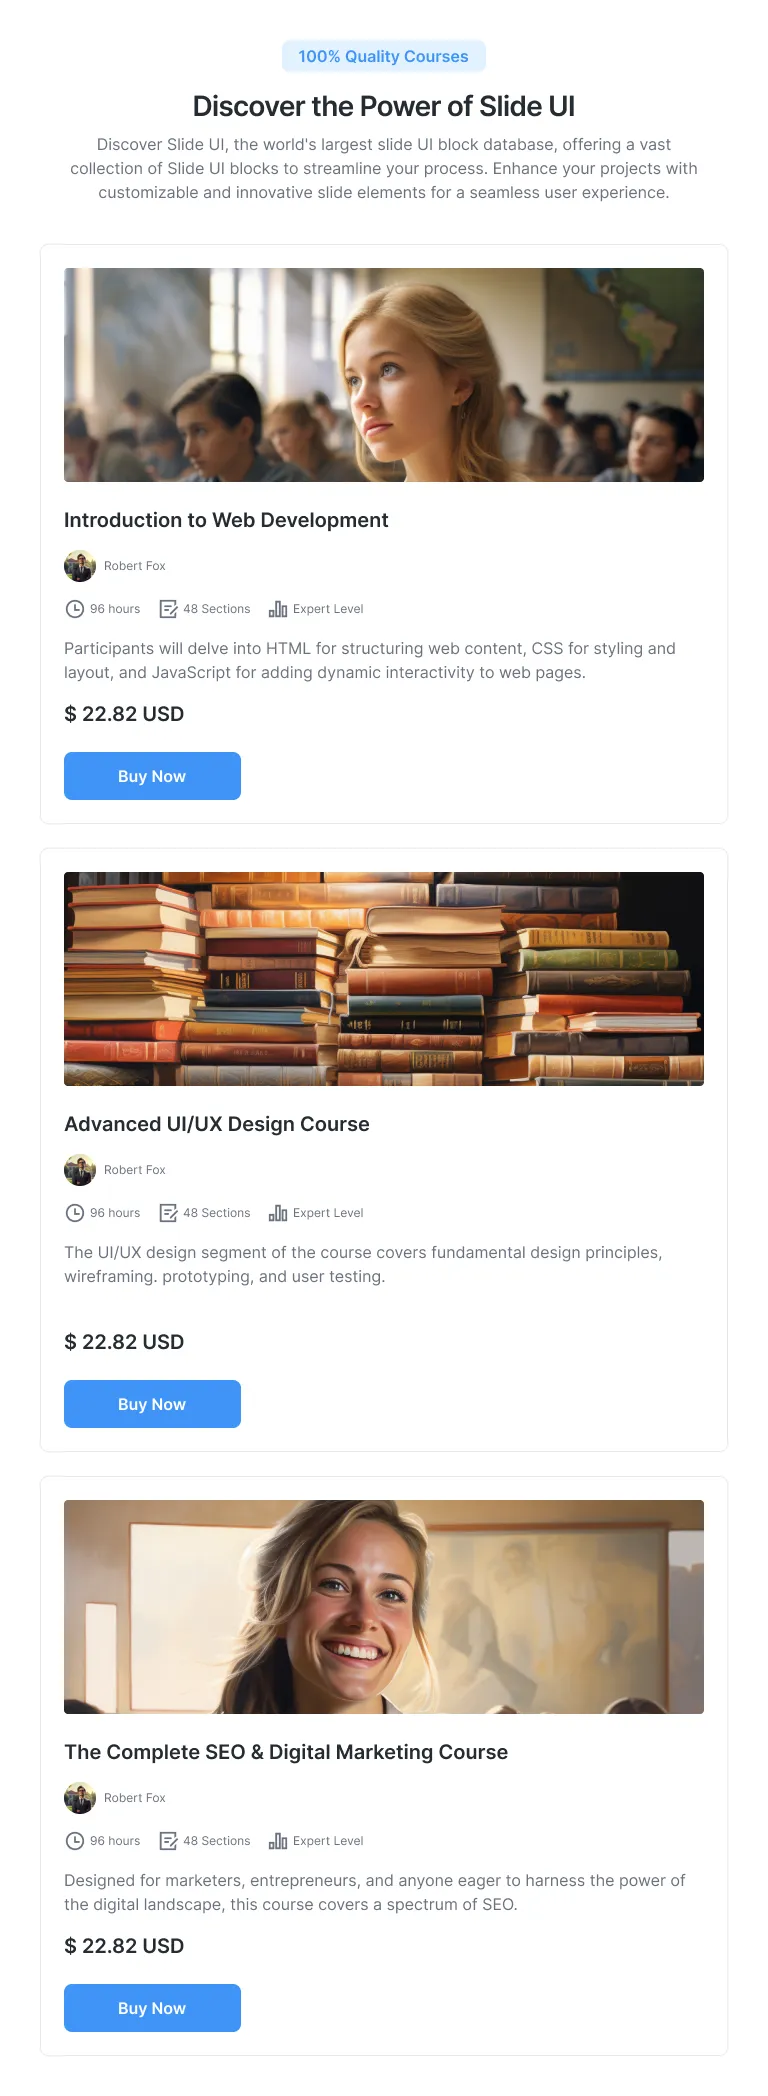 100% Quality Courses
Discover the Power of Slide UI
Discover Slide UI, the world's largest slide UI block database, offering a vast
collection of Slide UI blocks to streamline your process. Enhance your projects with
customizable and innovative slide elements for a seamless user experience.
Introduction to Web Development
Robert Fox
96 hours 48 Sections Expert Level
Participants will delve into HTML for structuring web content, CSS for styling and
layout, and JavaScript for adding dynamic interactivity to web pages.
$ 22.82 USD
Buy Now
Advanced UI/UX Design Course
Robert Fox
96 hours 48 Sections Expert Level
The UI/UX design segment of the course covers fundamental design principles,
wireframing. prototyping, and user testing.
$ 22.82 USD
Buy Now
The Complete SEO & Digital Marketing Course
Robert Fox
96 hours 48 Sections Expert Level
Designed for marketers, entrepreneurs, and anyone eager to harness the power of
the digital landscape, this course covers a spectrum of SEO.
$ 22.82 USD
Buy Now